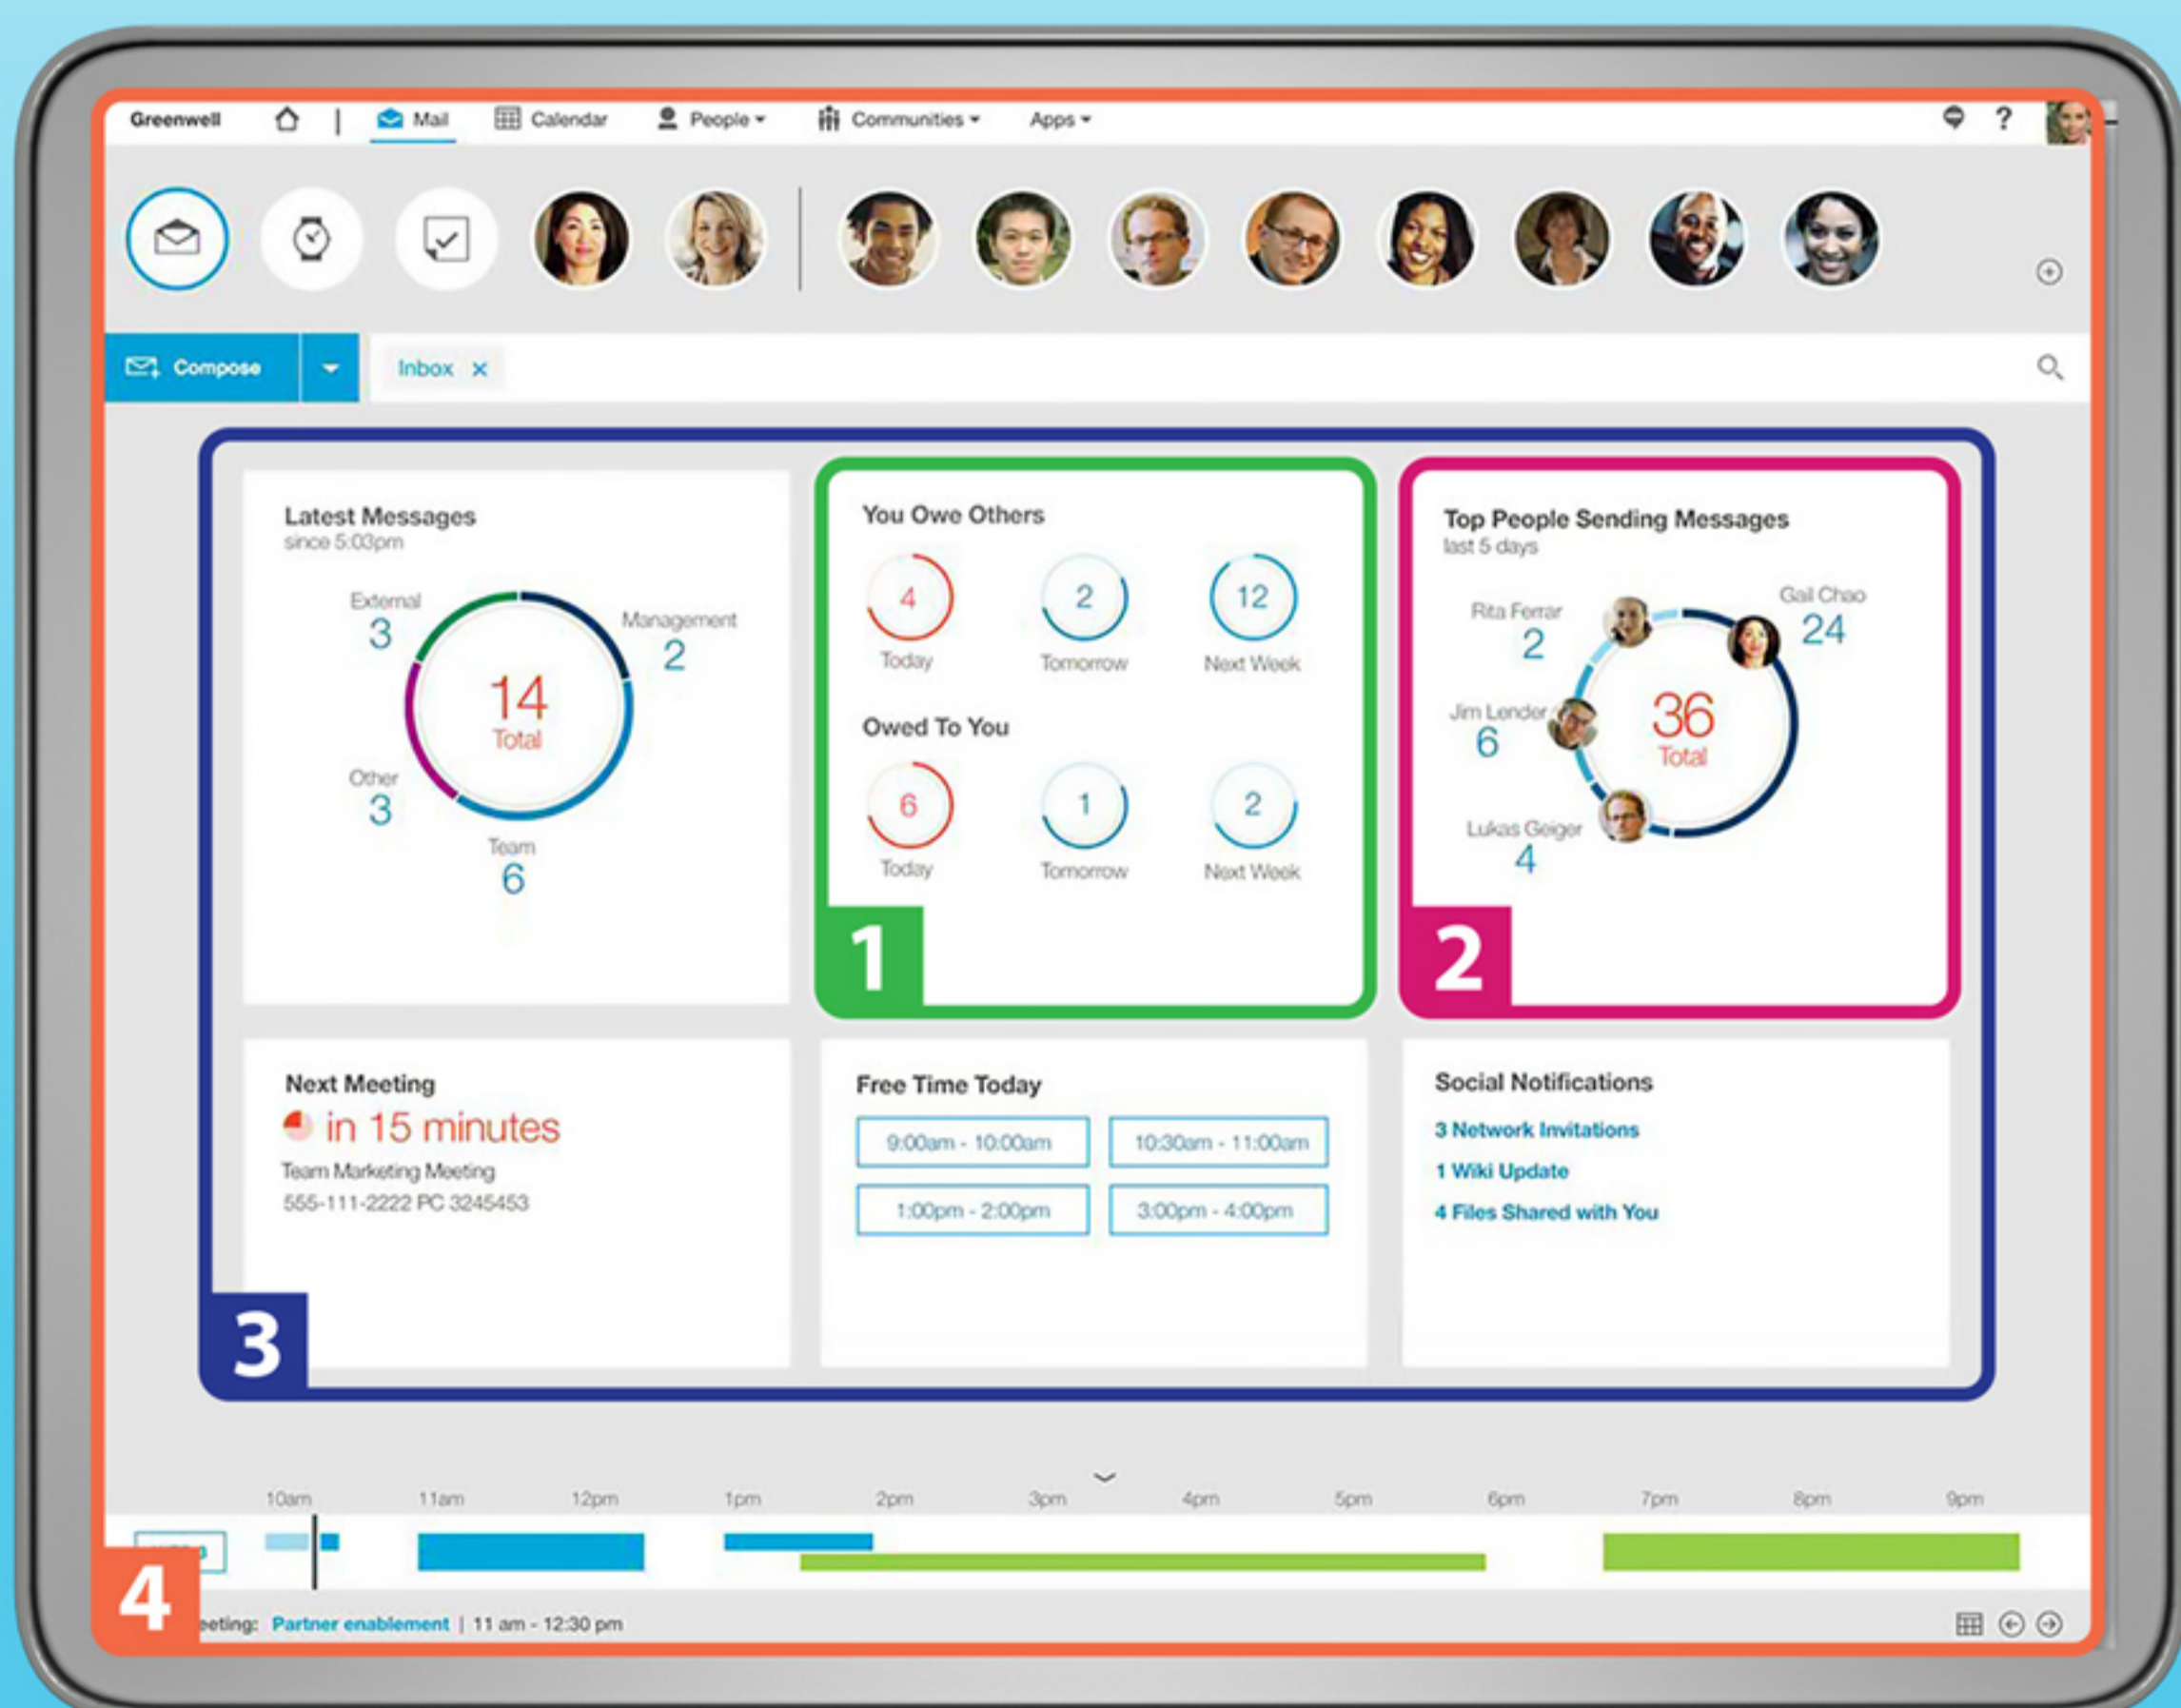 Greenwell Mail Calendar People Communities Apps ?
Compose Inbox ×
Latest Messages
since 5:03pm
External
3
Management
2
14
Total
Other
3
Team
6
You Owe Others
4 2 12
Today Tomorrow Next Week
Owed To You
6 1 2
Today Tomorrow Next Week
1
Top People Sending Messages
last 5 days
Rita Ferrar
2
Gail Chao
24
Jim Lender
6
36
Total
Lukas Geiger
4
2
Next Meeting
in 15 minutes
Team Marketing Meeting
555-111-2222 PC 3245453
Free Time Today
9:00am - 10:00am 10:30am - 11:00am
1:00pm - 2:00pm 3:00pm - 4:00pm
Social Notifications
3 Network Invitations
1 Wiki Update
4 Files Shared with You
3
10am 11am 12pm 1pm 2pm 3pm 4pm 5pm 6pm 7pm 8pm 9pm
4
eeting: Partner enablement | 11 am - 12:30 pm